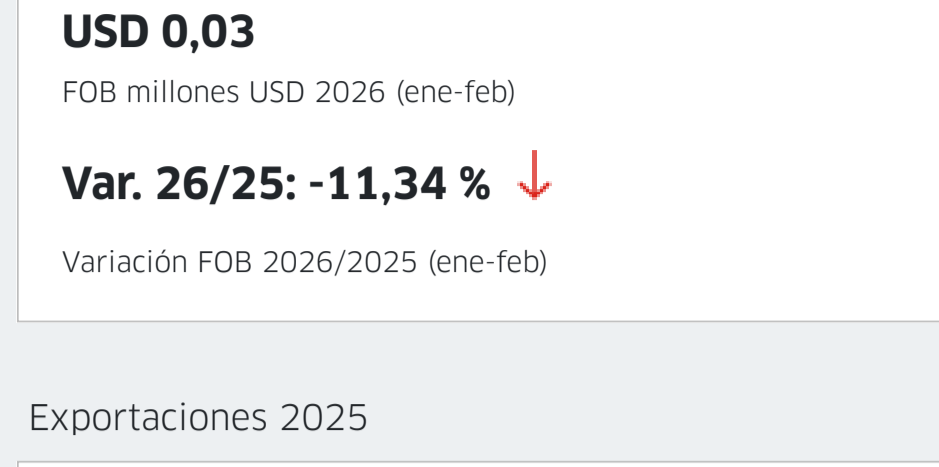 USD 0,03
FOB millones USD 2026 (ene-feb)
Var. 26/25: -11,34 %
Variación FOB 2026/2025 (ene-feb)
Exportaciones 2025